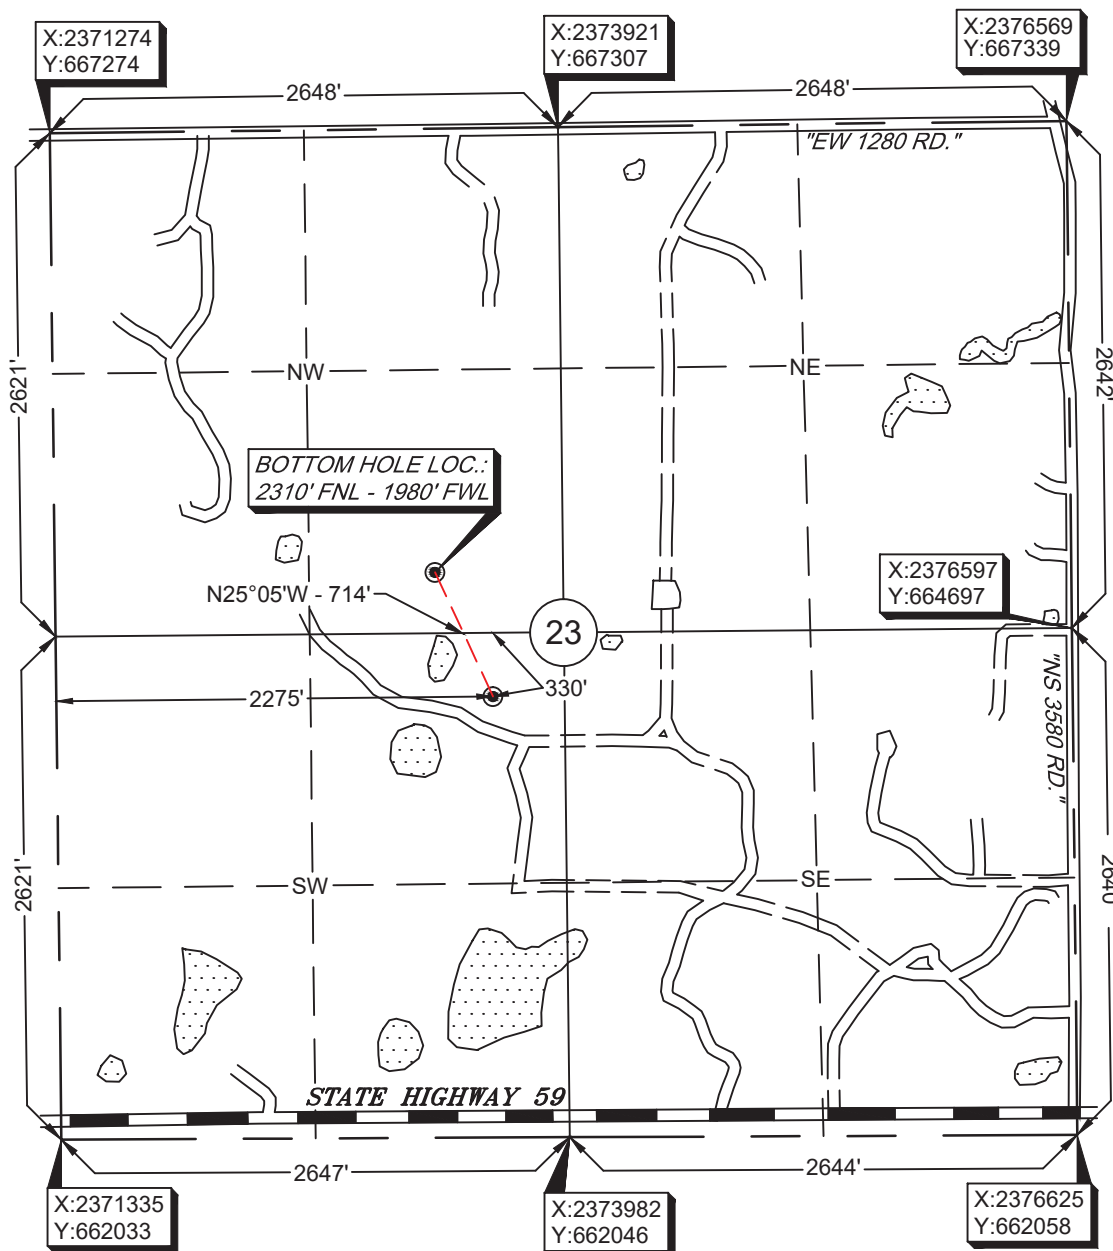 X:2371274
Y:667274
X:2373921
Y:667307
X:2376569
Y:667339
2648'
2648'
"EW 1280 RD."
2621'
2642'
NW
NE
BOTTOM HOLE LOC.:
2310' FNL - 1980' FWL
X:2376597
Y:664697
N25°05'W - 714'
23
2275'
330'
"NS 3580 RD."
2621'
2640'
SW
SE
STATE HIGHWAY 59
2647'
2644'
X:2371335
Y:662033
X:2373982
Y:662046
X:2376625
Y:662058